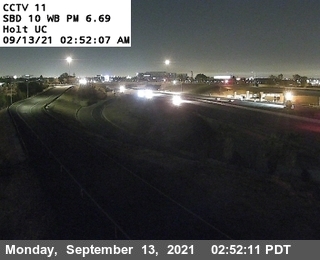 CCTV 11
SBD 10 WB PM 6.69
Holt UC
09/13/21 02:52:07 AM
Monday, September 13, 2021 02:52:11 PDT